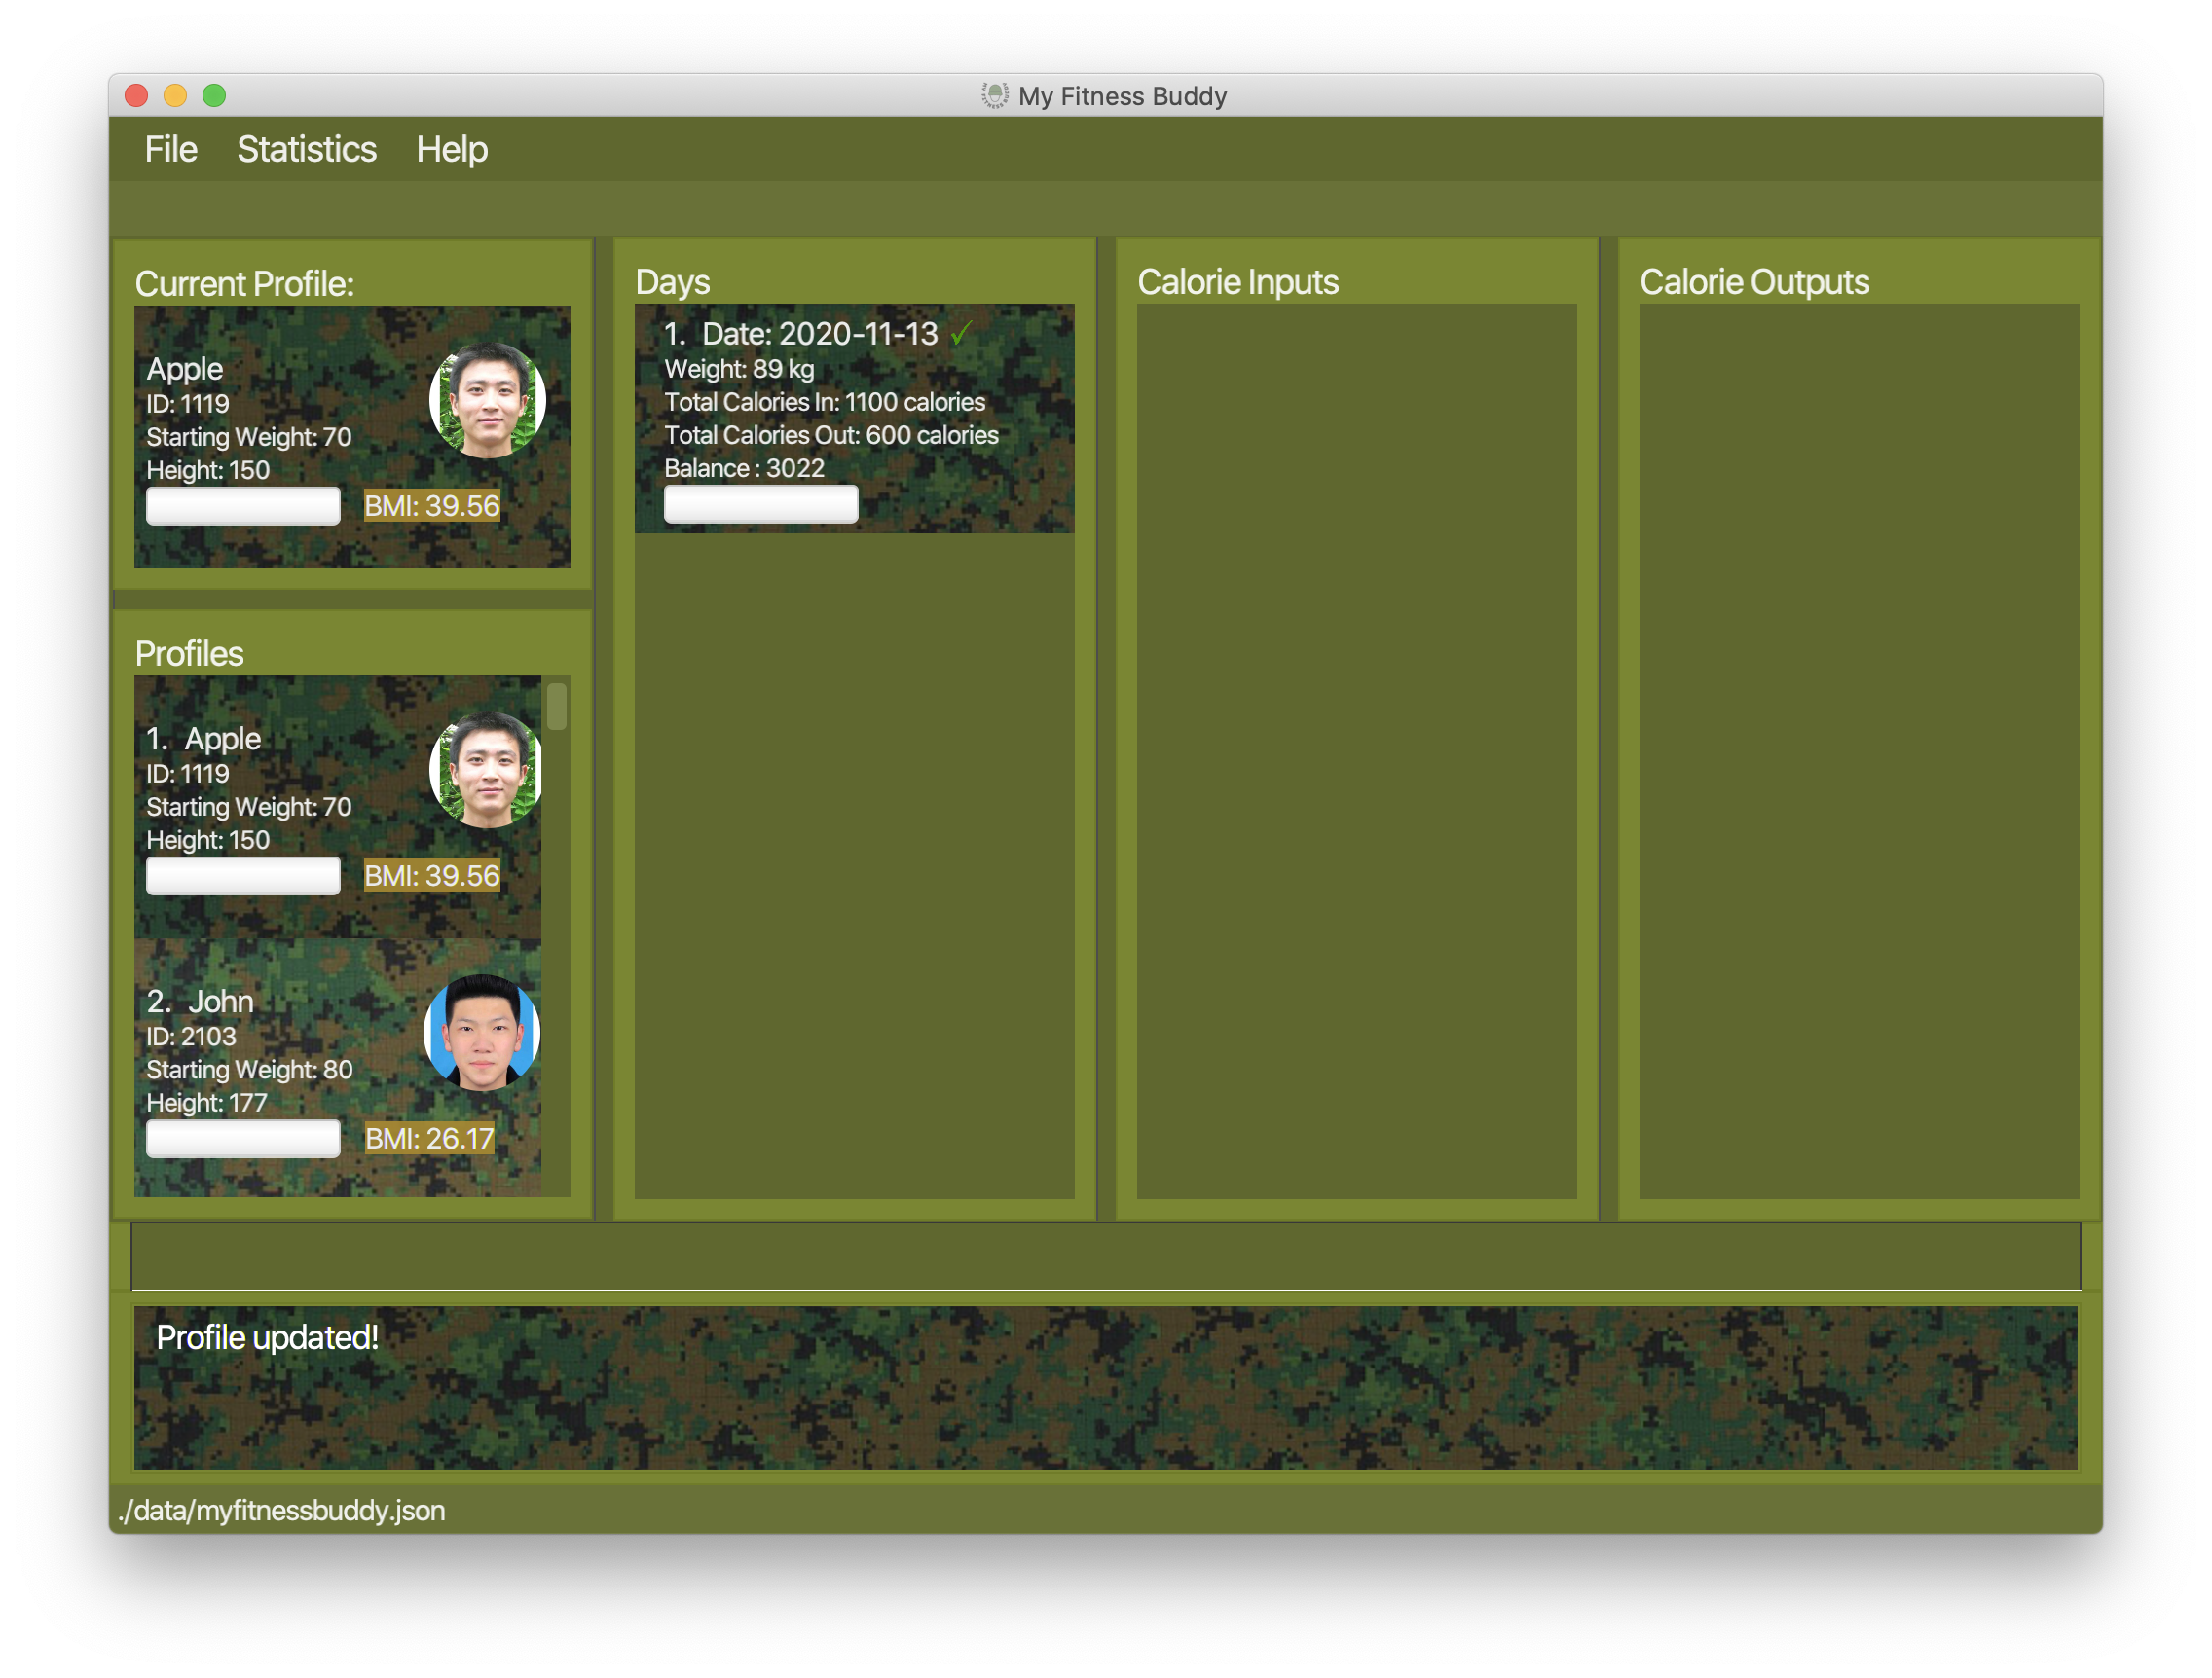 My Fitness Buddy
File Statistics Help
Current Profile:
Apple
ID: 1119
Starting Weight: 70
Height: 150
BMI: 39.56
Profiles
1. Apple
ID: 1119
Starting Weight: 70
Height: 150
BMI: 39.56
2. John
ID: 2103
Starting Weight: 80
Height: 177
BMI: 26.17
Days
1. Date: 2020-11-13 ✓
Weight: 89 kg
Total Calories In: 1100 calories
Total Calories Out: 600 calories
Balance : 3022
Calorie Inputs
Calorie Outputs
Profile updated!
./data/myfitnessbuddy.json